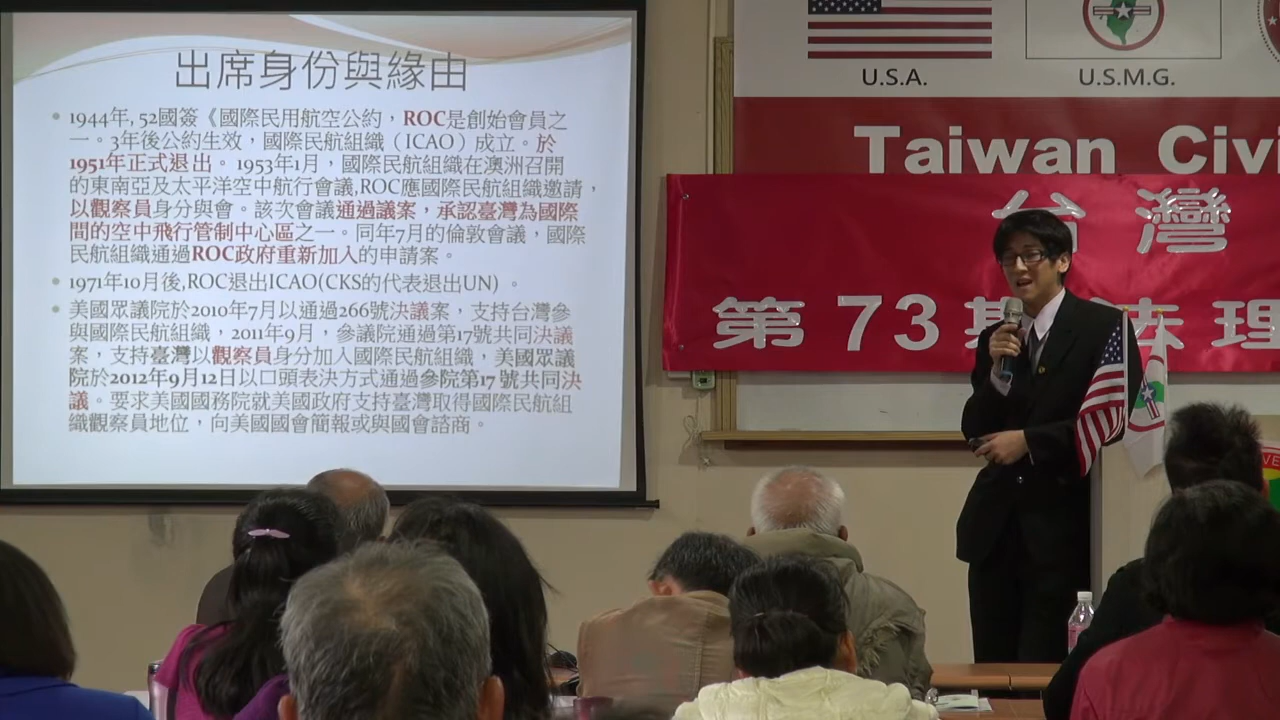 出席身份與緣由
1944年, 52國簽《國際民用航空公約，ROC是創始會員之
一。3年後公約生效，國際民航組織（ICAO）成立。於
1951年正式退出。 1953年1月，國際民航組織在澳洲召開
的東南亞及太平洋空中航行會議,ROC應國際民航組織邀請，
以觀察員身分與會。該次會議通過議案，承認臺灣為國際
間的空中飛行管制中心區之一。同年7月的倫敦會議，國際
民航組織通過ROC政府重新加入的申請案。
1971年10月後,ROC退出ICAO(CKS的代表退出UN) 。
美國眾議院於2010年7月以通過266號決議案，支持台灣參
與國際民航組織，2011年9月，參議院通過第17號共同決議
案，支持臺灣以觀察員身分加入國際民航組織，美國眾議
院於2012年9月12日以口頭表決方式通過參院第17 號共同決
議。要求美國國務院就美國政府支持臺灣取得國際民航組
織觀察員地位，向美國國會簡報或與國會諮商。
U.S.A.
U.S.M.G.
Taiwan Civi
台灣
第73期法理